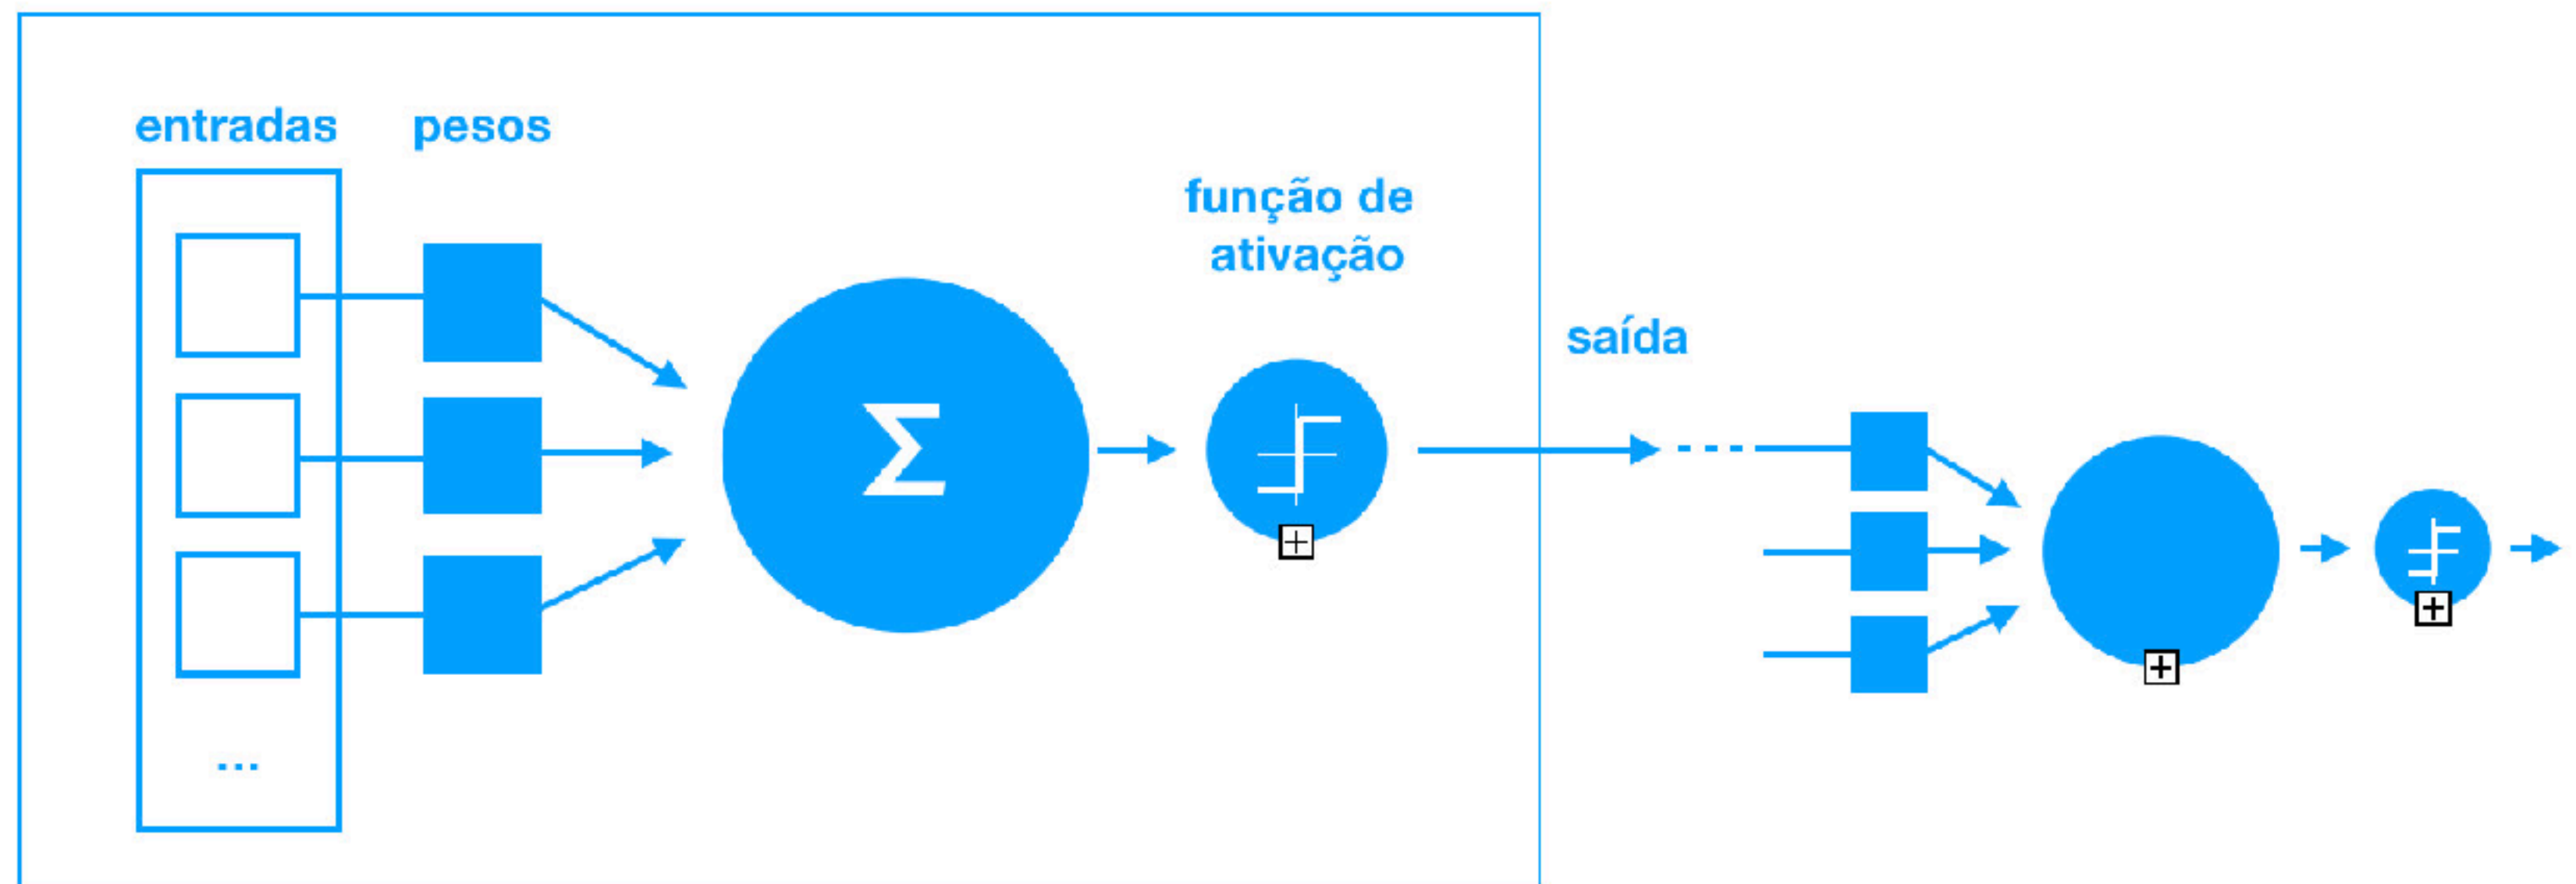 entradas
pesos
função de
ativação
Σ
saída
...